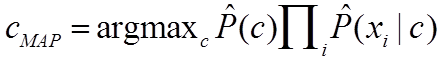 c_MAP = argmax_c P̂(c)∏_i P̂(x_i | c)